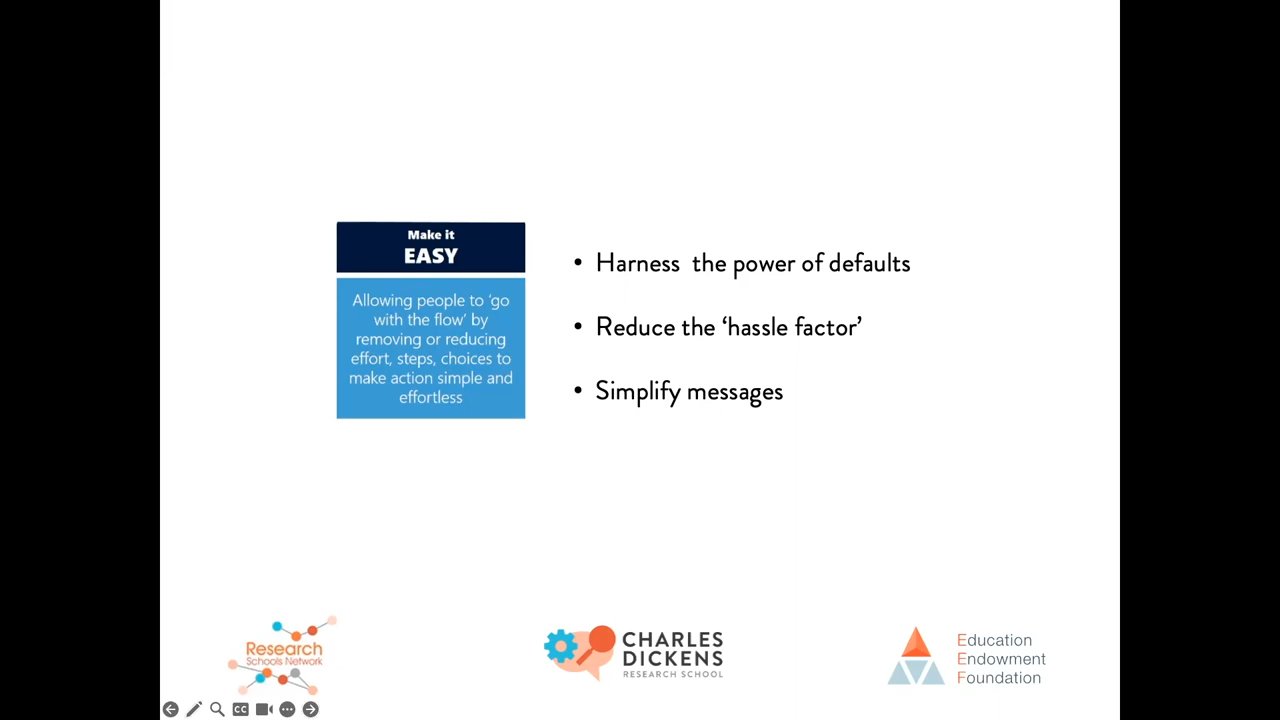 Make it
EASY
Allowing people to ‘go
with the flow’ by
removing or reducing
effort, steps, choices to
make action simple and
effortless
• Harness the power of defaults
• Reduce the ‘hassle factor’
• Simplify messages
Research
Schools Network
CHARLES
DICKENS
RESEARCH SCHOOL
Education
Endowment
Foundation
CC